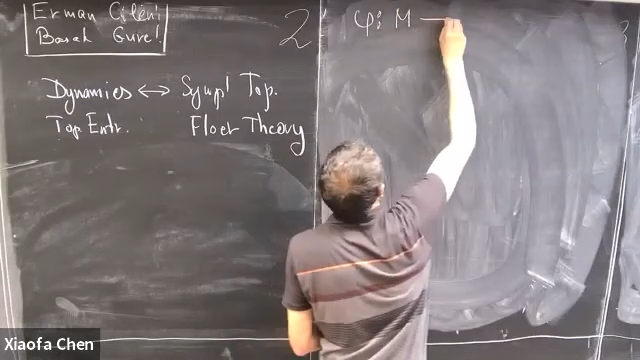 Erman Çineli
Başak Gürel
2
Dynamics ↔ Sympl Top.
Top. Entr. Floer Theory
φ: M —
Xiaofa Chen